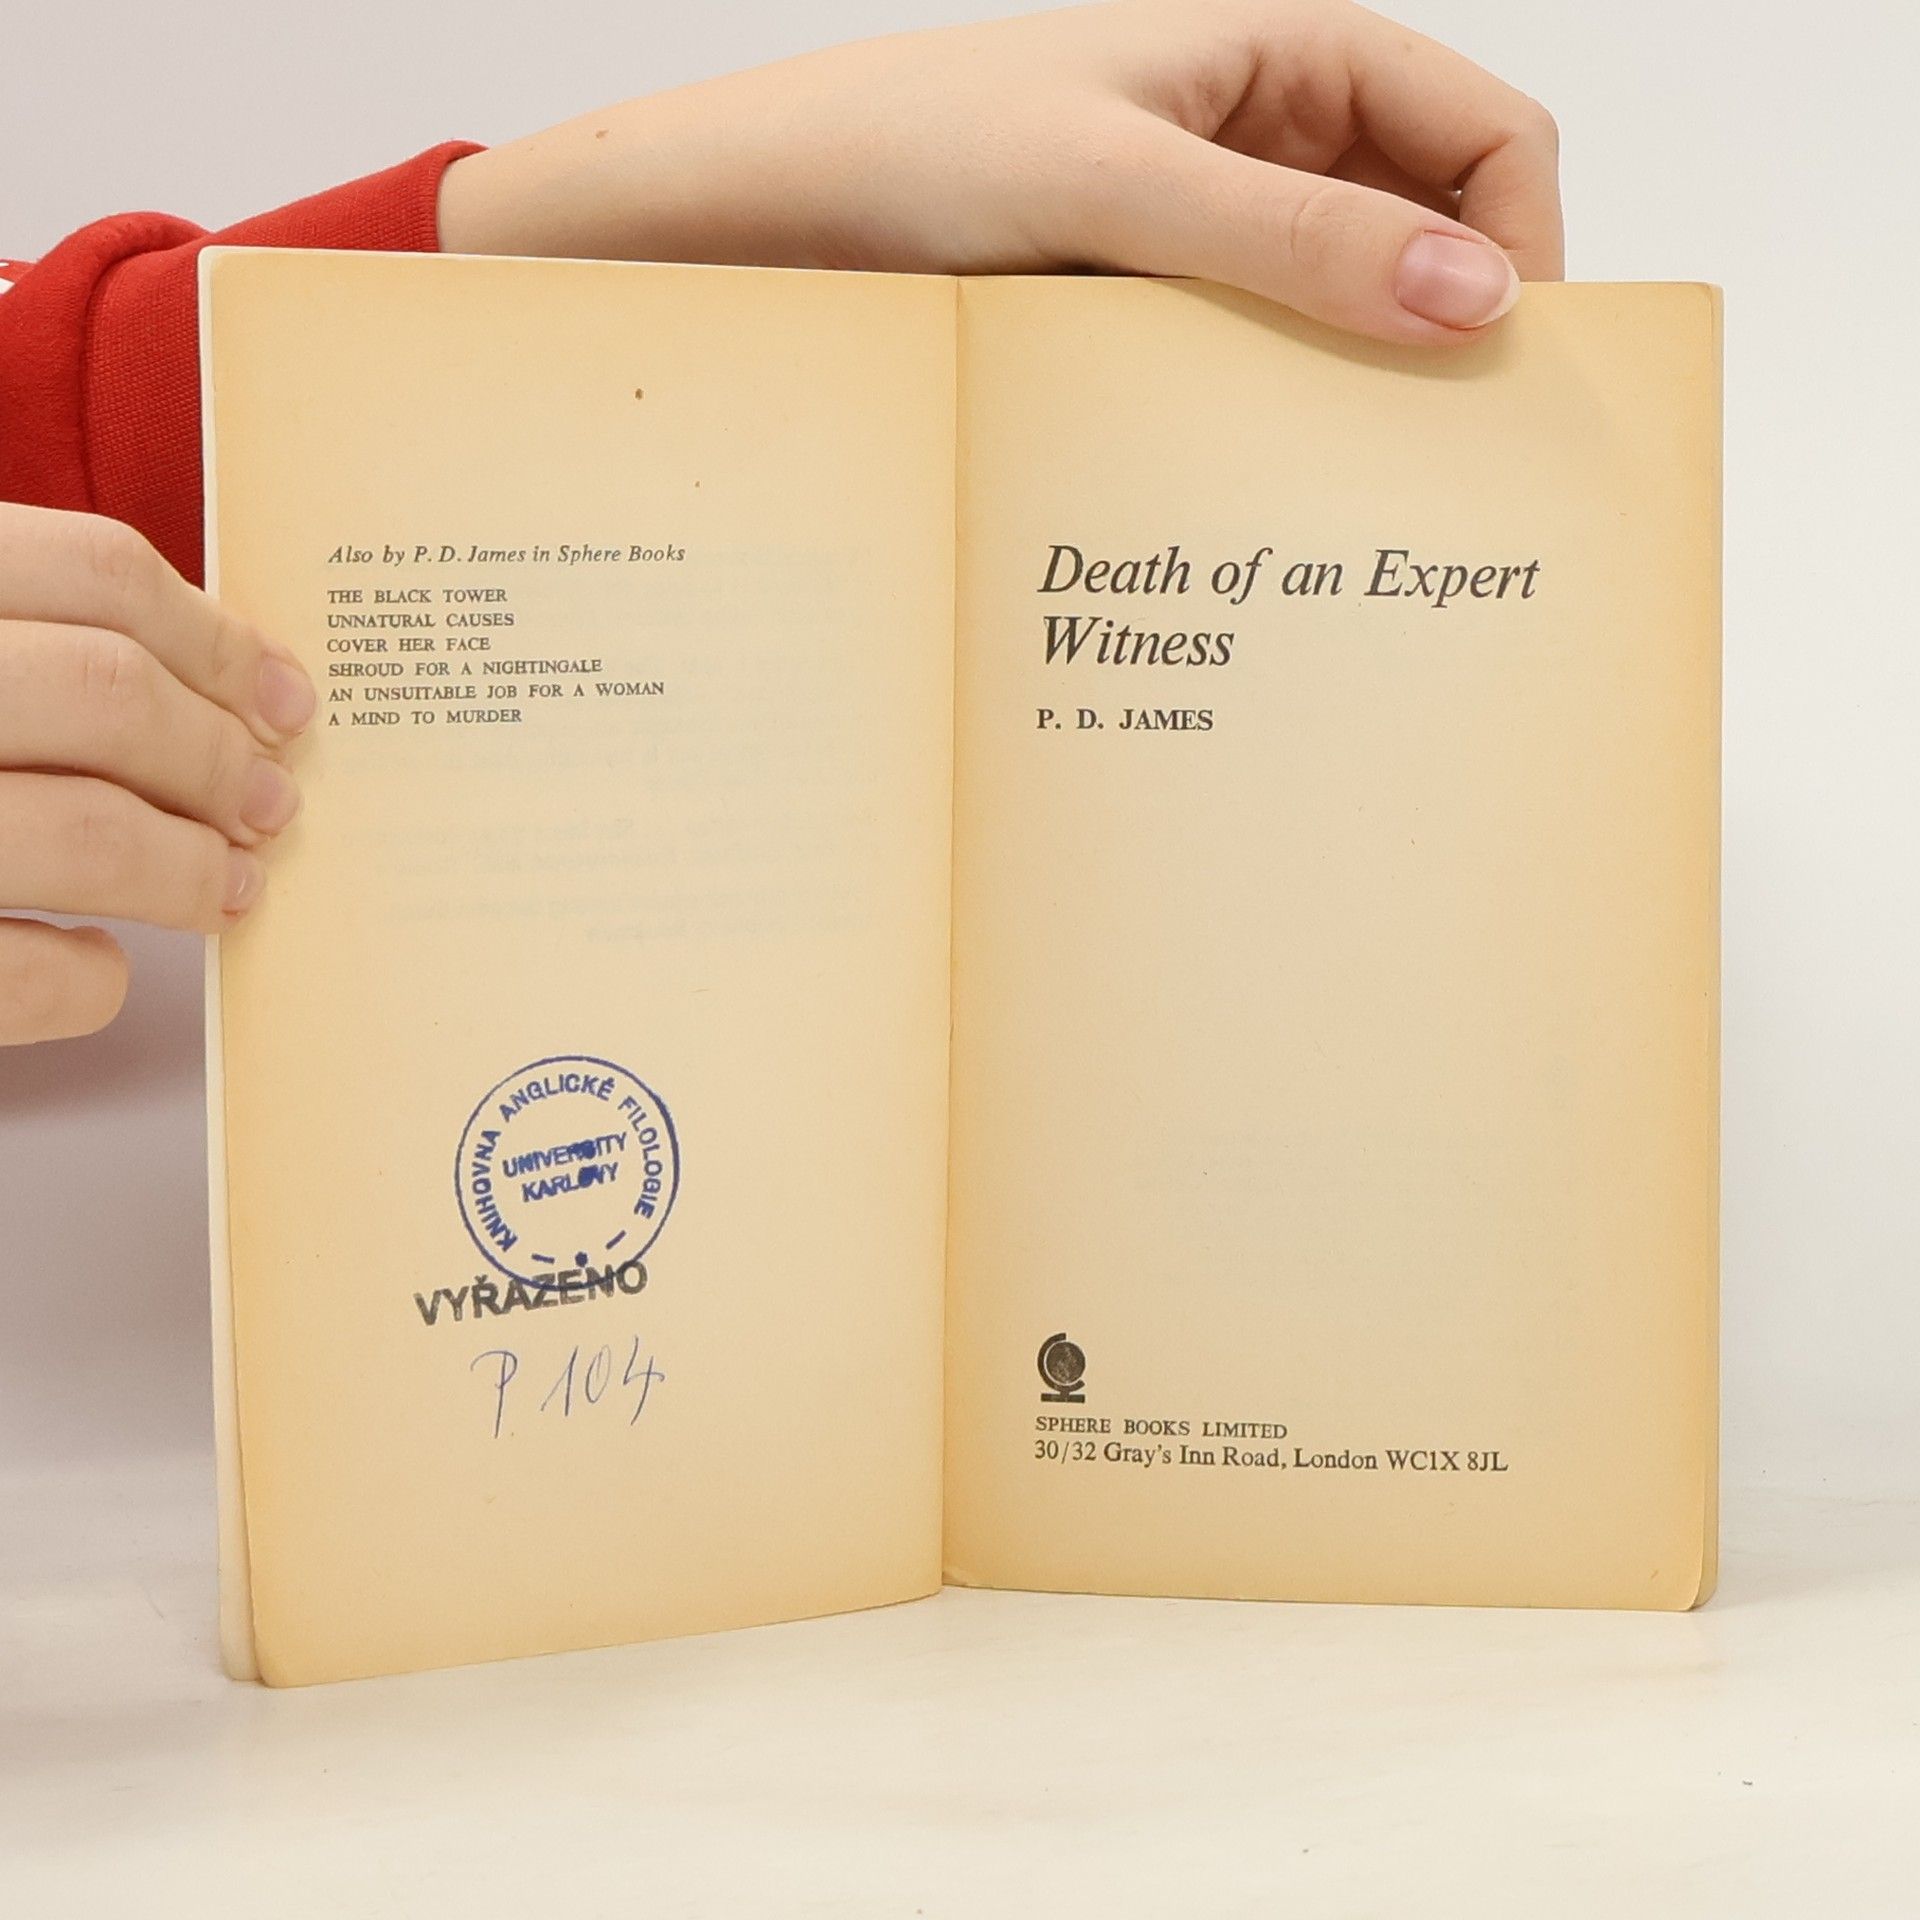 Also by P. D. James in Sphere Books
THE BLACK TOWER
UNNATURAL CAUSES
COVER HER FACE
SHROUD FOR A NIGHTINGALE
AN UNSUITABLE JOB FOR A WOMAN
A MIND TO MURDER
KNIHOVNA ANGLICKÉ FILOLOGIE
UNIVERSITY
KARLOVY
VYŘAZENO
P 104
Death of an Expert
Witness
P. D. JAMES
SPHERE BOOKS LIMITED
30/32 Gray's Inn Road, London WC1X 8JL